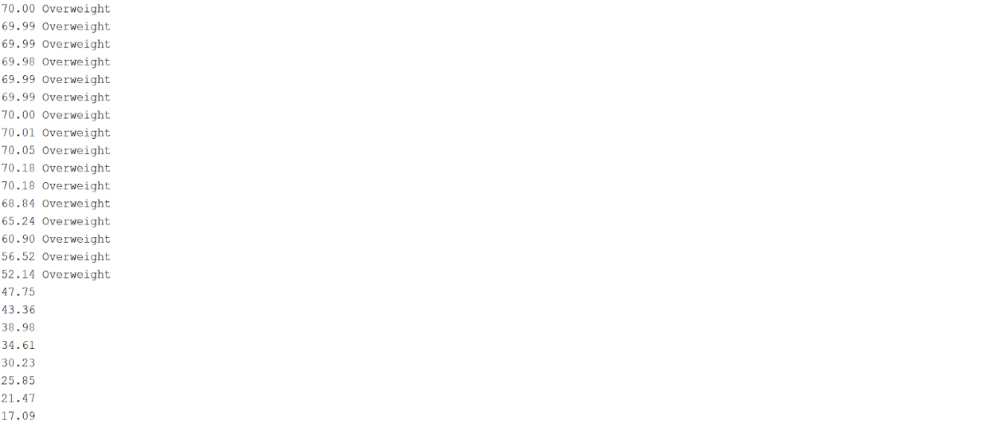 70.00 Overweight
69.99 Overweight
69.99 Overweight
69.98 Overweight
69.99 Overweight
69.99 Overweight
70.00 Overweight
70.01 Overweight
70.05 Overweight
70.18 Overweight
70.18 Overweight
68.84 Overweight
65.24 Overweight
60.90 Overweight
56.52 Overweight
52.14 Overweight
47.75
43.36
38.98
34.61
30.23
25.85
21.47
17.09